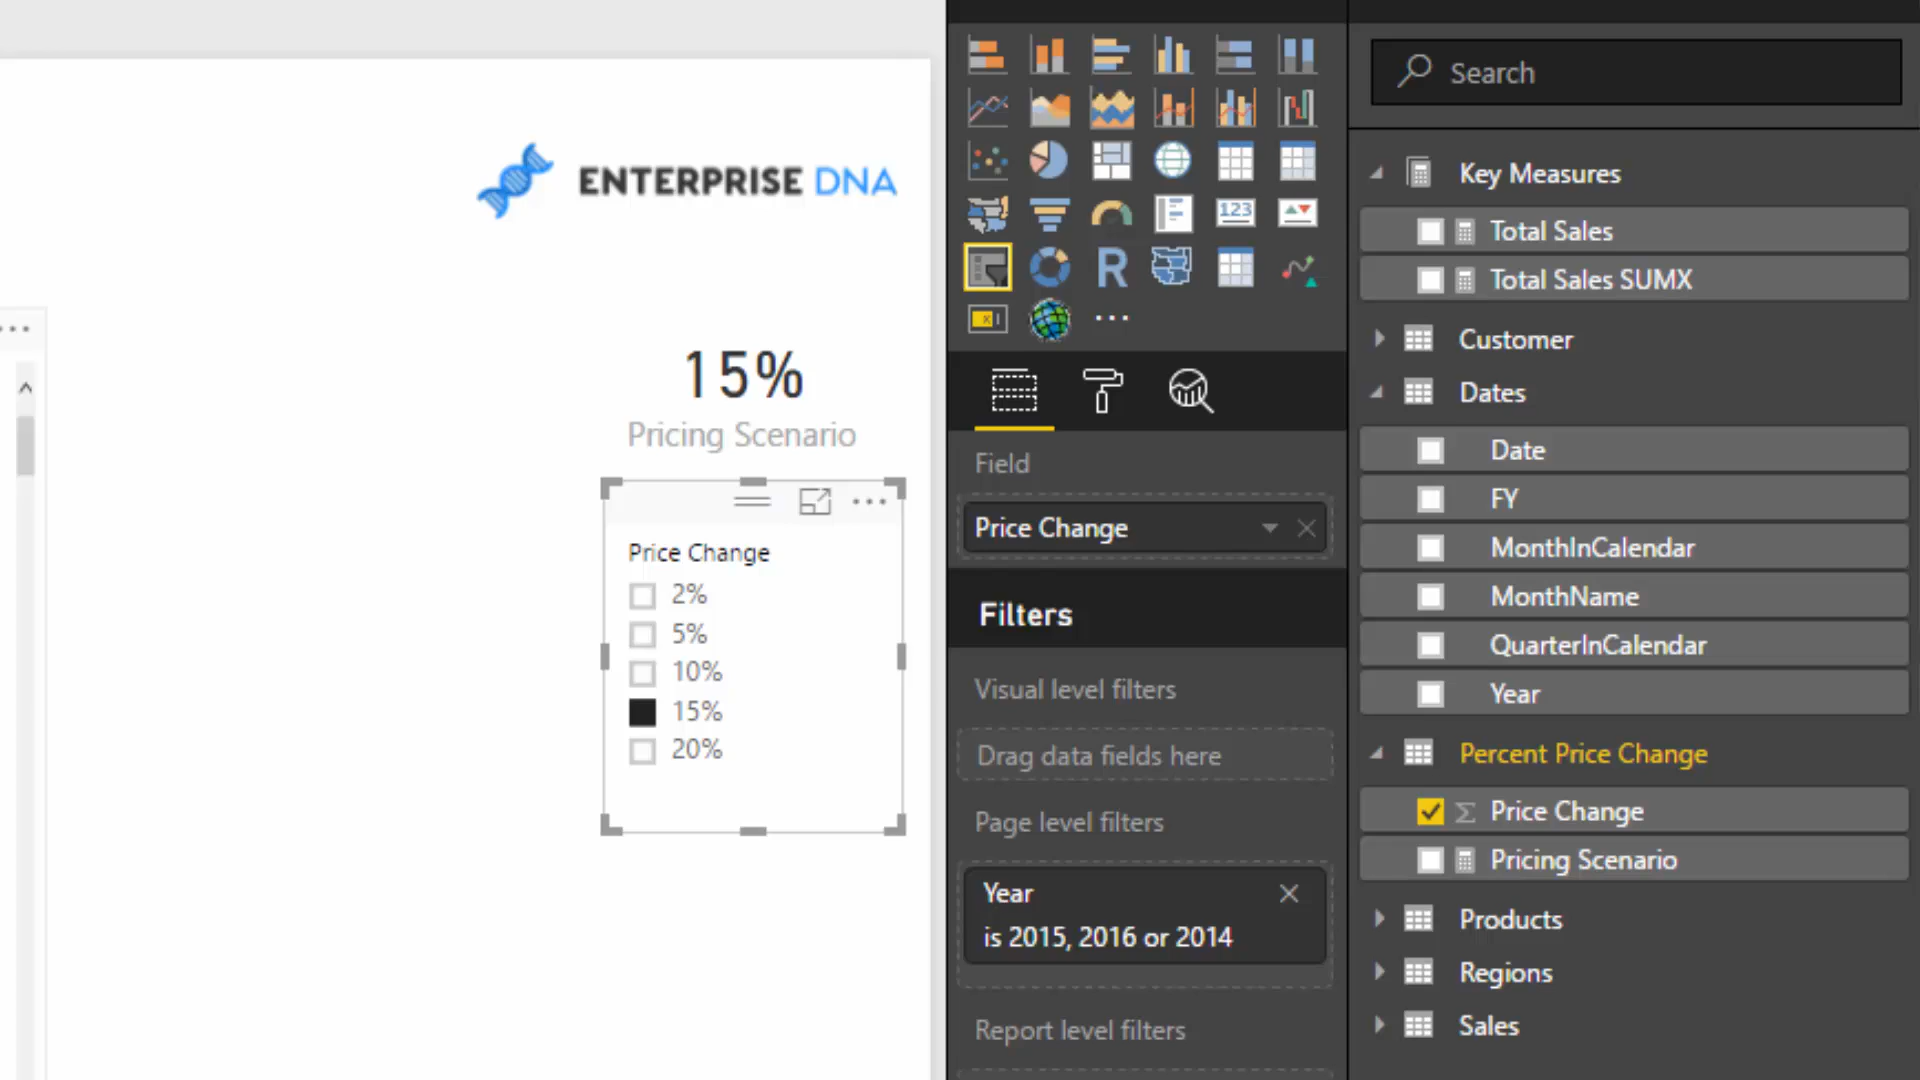 ENTERPRISE DNA
15%
Pricing Scenario
Price Change
2%
5%
10%
15%
20%
R
123
Field
Price Change
Filters
Visual level filters
Drag data fields here
Page level filters
Year
is 2015, 2016 or 2014
Report level filters
Search
Key Measures
Total Sales
Total Sales SUMX
Customer
Dates
Date
FY
MonthInCalendar
MonthName
QuarterInCalendar
Year
Percent Price Change
Price Change
Pricing Scenario
Products
Regions
Sales